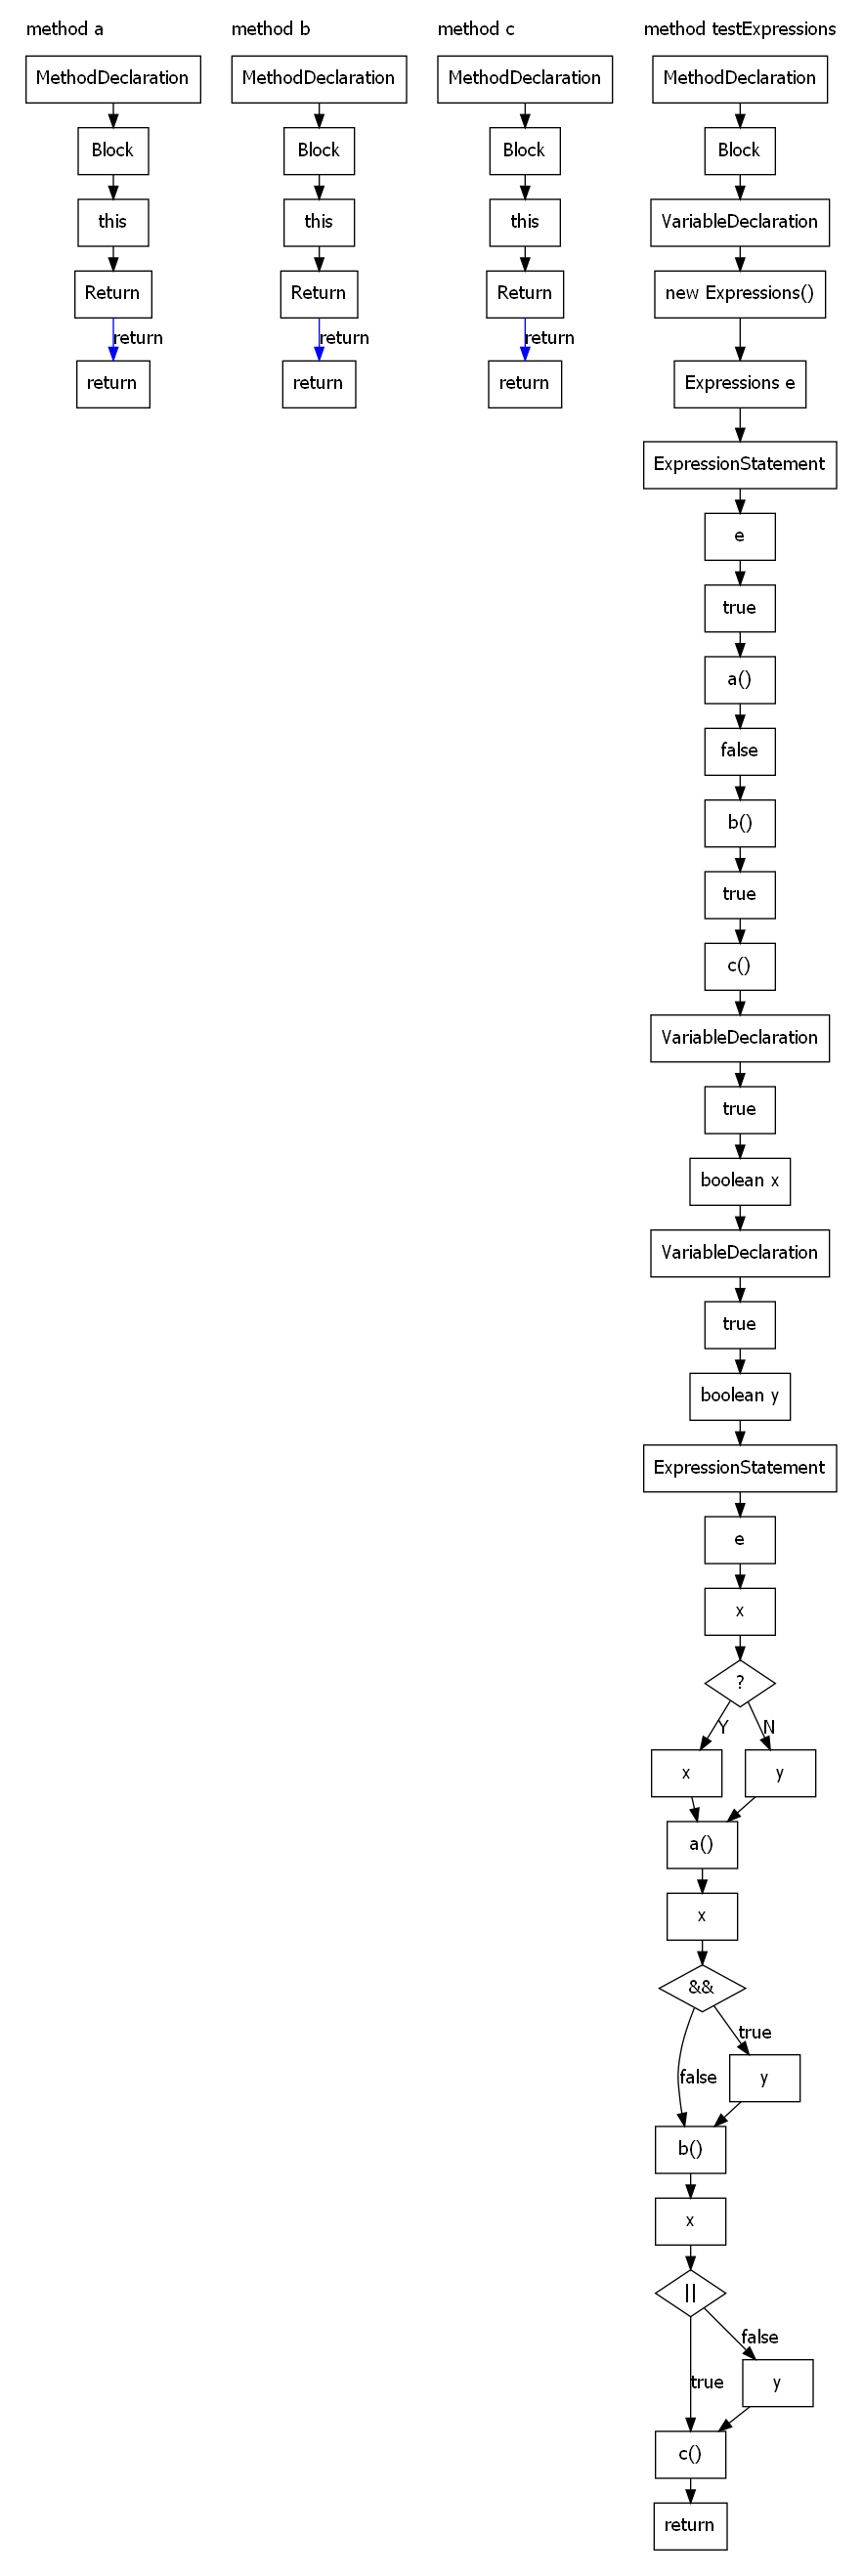 method a
MethodDeclaration
Block
this
Return
return
return
method b
MethodDeclaration
Block
this
Return
return
return
method c
MethodDeclaration
Block
this
Return
return
return
method testExpressions
MethodDeclaration
Block
VariableDeclaration
new Expressions()
Expressions e
ExpressionStatement
e
true
a()
false
b()
true
c()
VariableDeclaration
true
boolean x
VariableDeclaration
true
boolean y
ExpressionStatement
e
x
?
Y N
x y
a()
x
&&
true
false y
b()
x
||
false
true y
c()
return